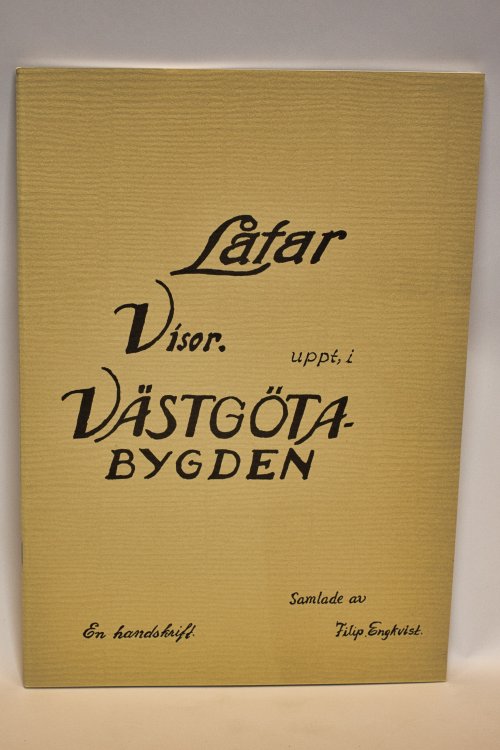 Låtar
Visor.
uppt, i
VÄSTGÖTA-
BYGDEN
Samlade av
En handskrift.
Filip. Engkvist.